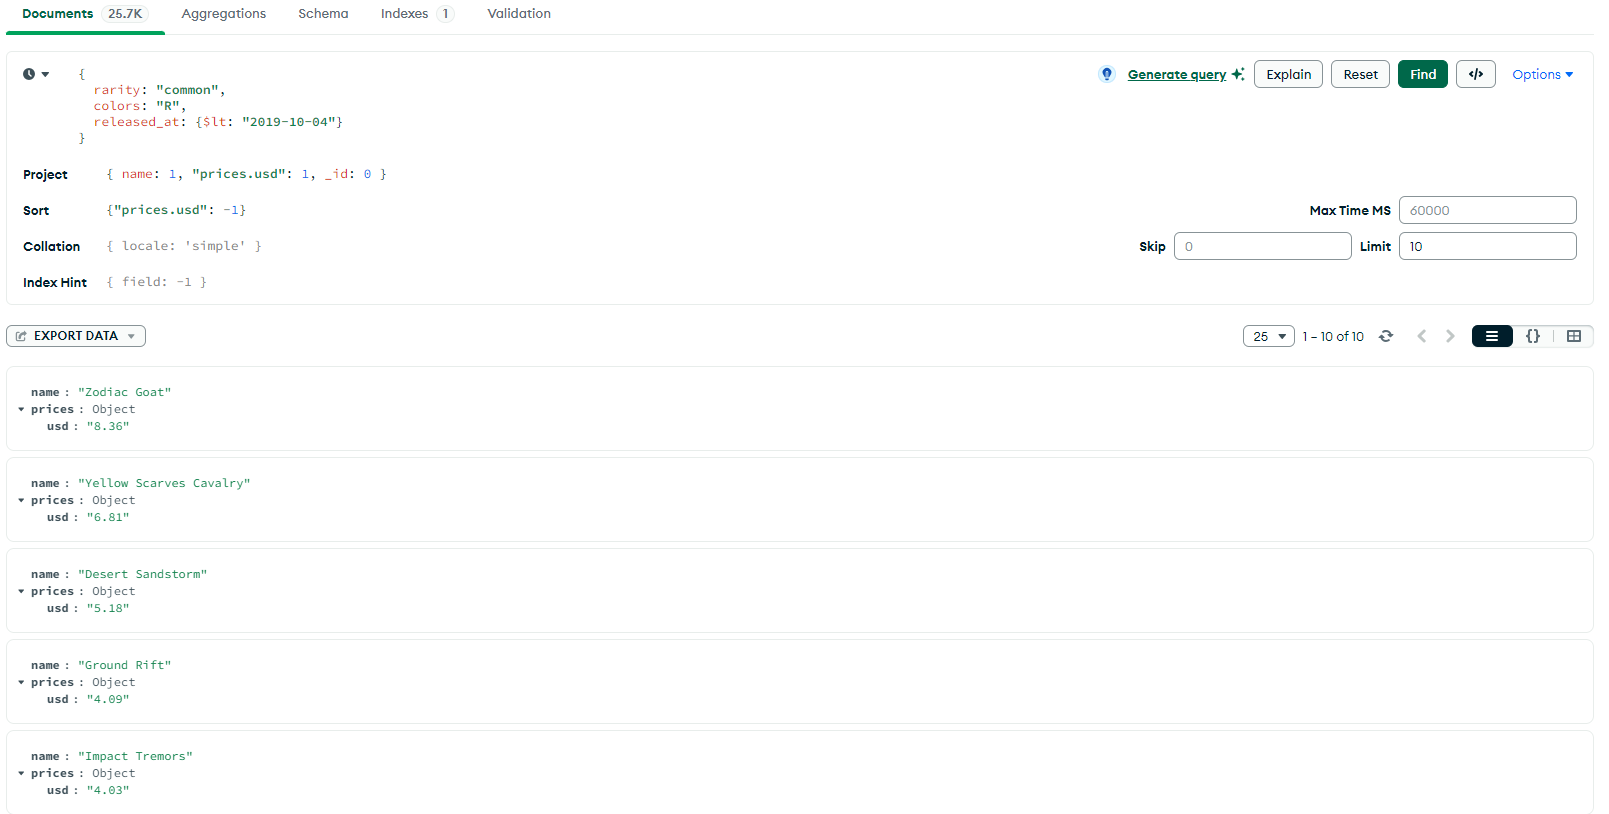 Documents 25.7K Aggregations Schema Indexes 1 Validation
{
rarity: "common",
colors: "R",
released_at: {$lt: "2019-10-04"}
}
Generate query Explain Reset Find </> Options
Project { name: 1, "prices.usd": 1, _id: 0 }
Sort {"prices.usd": -1}
Max Time MS 60000
Collation { locale: 'simple' }
Skip 0 Limit 10
Index Hint { field: -1 }
EXPORT DATA
25 1 – 10 of 10 {}
name : "Zodiac Goat"
prices : Object
usd : "8.36"
name : "Yellow Scarves Cavalry"
prices : Object
usd : "6.81"
name : "Desert Sandstorm"
prices : Object
usd : "5.18"
name : "Ground Rift"
prices : Object
usd : "4.09"
name : "Impact Tremors"
prices : Object
usd : "4.03"